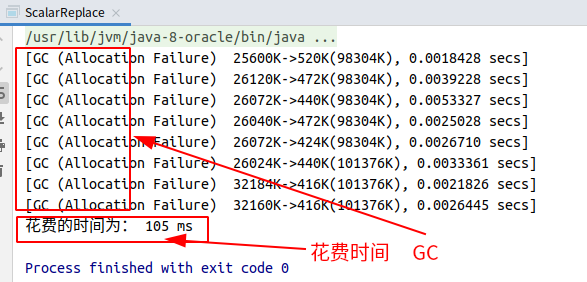 ScalarReplace
/usr/lib/jvm/java-8-oracle/bin/java ...
[GC (Allocation Failure)  25600K->520K(98304K), 0.0018428 secs]
[GC (Allocation Failure)  26120K->472K(98304K), 0.0039228 secs]
[GC (Allocation Failure)  26072K->440K(98304K), 0.0053327 secs]
[GC (Allocation Failure)  26040K->472K(98304K), 0.0025028 secs]
[GC (Allocation Failure)  26072K->424K(98304K), 0.0026710 secs]
[GC (Allocation Failure)  26024K->440K(101376K), 0.0033361 secs]
[GC (Allocation Failure)  32184K->416K(101376K), 0.0021826 secs]
[GC (Allocation Failure)  32160K->416K(101376K), 0.0026445 secs]
花费的时间为： 105 ms
花费时间 GC
Process finished with exit code 0